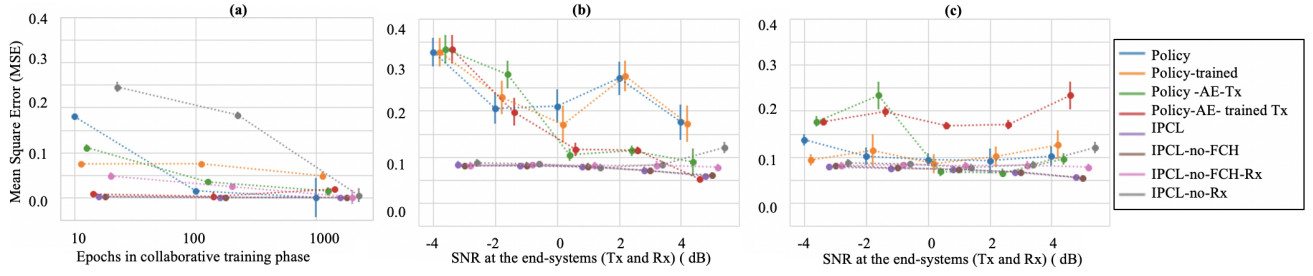 (a)
(b)
(c)
Mean Square Error (MSE)
0.4
0.3
0.2
0.1
0.0
10
100
1000
Epochs in collaborative training phase
0.4
0.3
0.2
0.1
0.0
-4
-2
0
2
4
SNR at the end-systems (Tx and Rx) ( dB)
0.4
0.3
0.2
0.1
0.0
-4
-2
0
2
4
SNR at the end-systems (Tx and Rx) ( dB)
Policy
Policy-trained
Policy -AE-Tx
Policy-AE- trained Tx
IPCL
IPCL-no-FCH
IPCL-no-FCH-Rx
IPCL-no-Rx